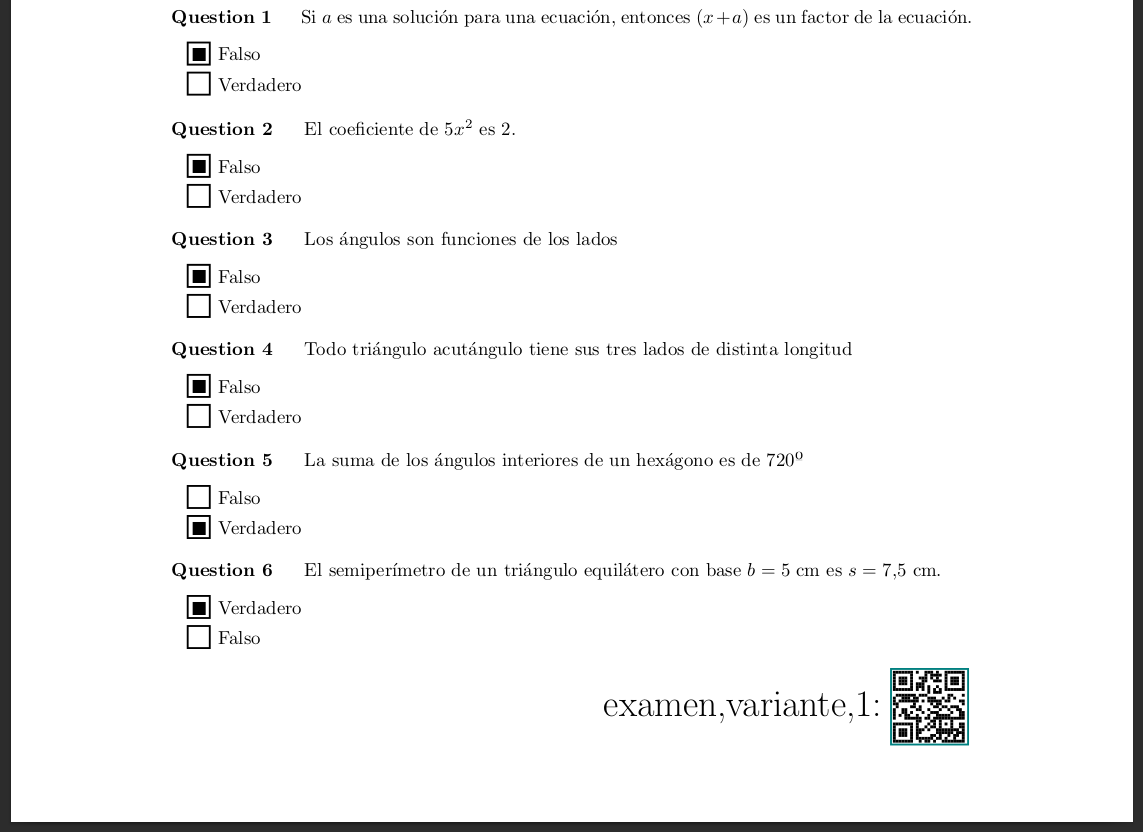 Question 1 Si a es una solución para una ecuación, entonces (x+a) es un factor de la ecuación.
Falso
Verdadero
Question 2 El coeficiente de 5x² es 2.
Falso
Verdadero
Question 3 Los ángulos son funciones de los lados
Falso
Verdadero
Question 4 Todo triángulo acutángulo tiene sus tres lados de distinta longitud
Falso
Verdadero
Question 5 La suma de los ángulos interiores de un hexágono es de 720º
Falso
Verdadero
Question 6 El semiperímetro de un triángulo equilátero con base b = 5 cm es s = 7,5 cm.
Verdadero
Falso
examen,variante,1: